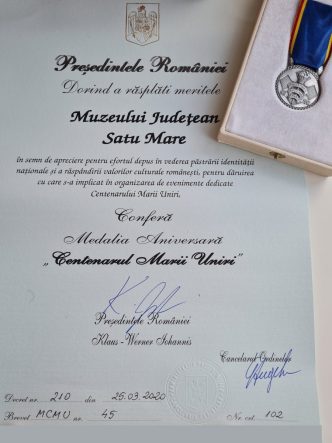 Președintele României
Dorind a răsplăti meritele
Muzeului Județean
Satu Mare
în semn de apreciere pentru efortul depus în vederea păstrării identității
naționale și a răspândirii valorilor culturale românești, pentru dăruirea
cu care s-a implicat în organizarea de evenimente dedicate
Centenarului Marii Uniri,
Conferă
Medalia Aniversară
„Centenarul Marii Uniri”
Președintele României
Klaus - Werner Iohannis
Cancelarul Ordinelor
Decret nr. 210 din 25.03.2020
Brevet MCMU nr. 45
Nr. crt. 102